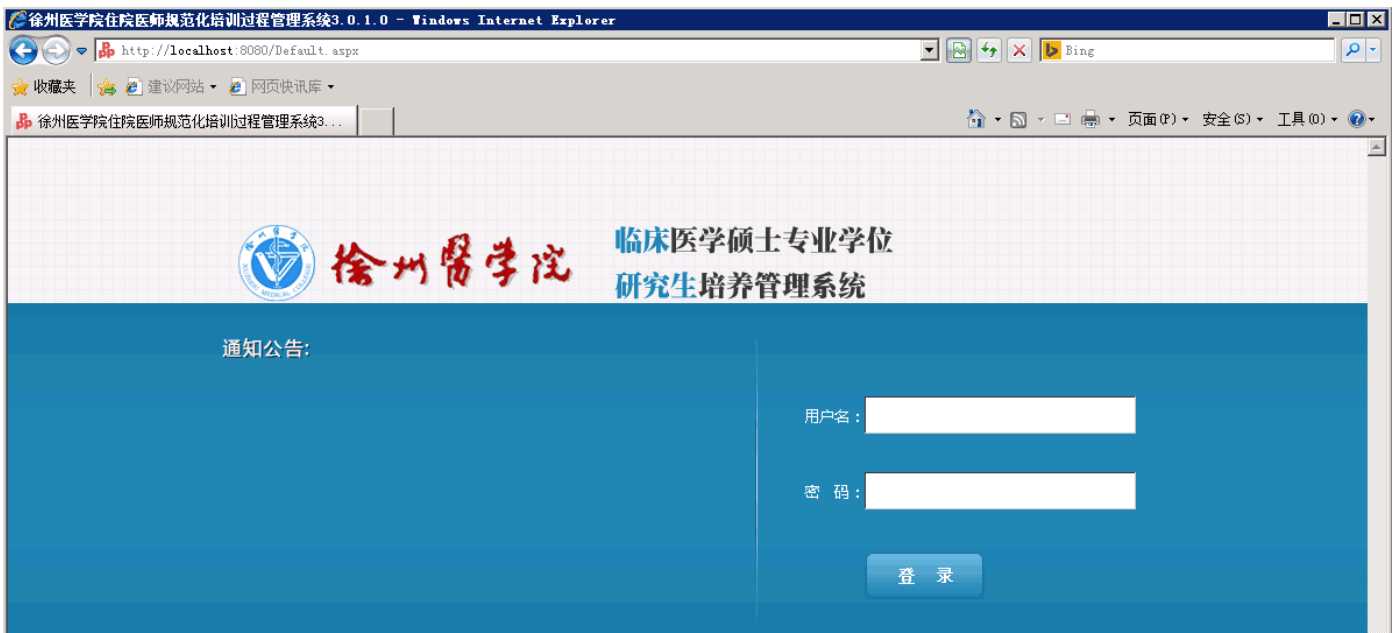 徐州医学院住院医师规范化培训过程管理系统3.0.1.0 - Windows Internet Explorer
http://localhost:8080/Default.aspx
Bing
收藏夹 建议网站 网页快讯库
徐州医学院住院医师规范化培训过程管理系统3...
页面(P) 安全(S) 工具(O)
徐州醫学院
临床医学硕士专业学位
研究生培养管理系统
通知公告:
用户名：
密 码：
登 录